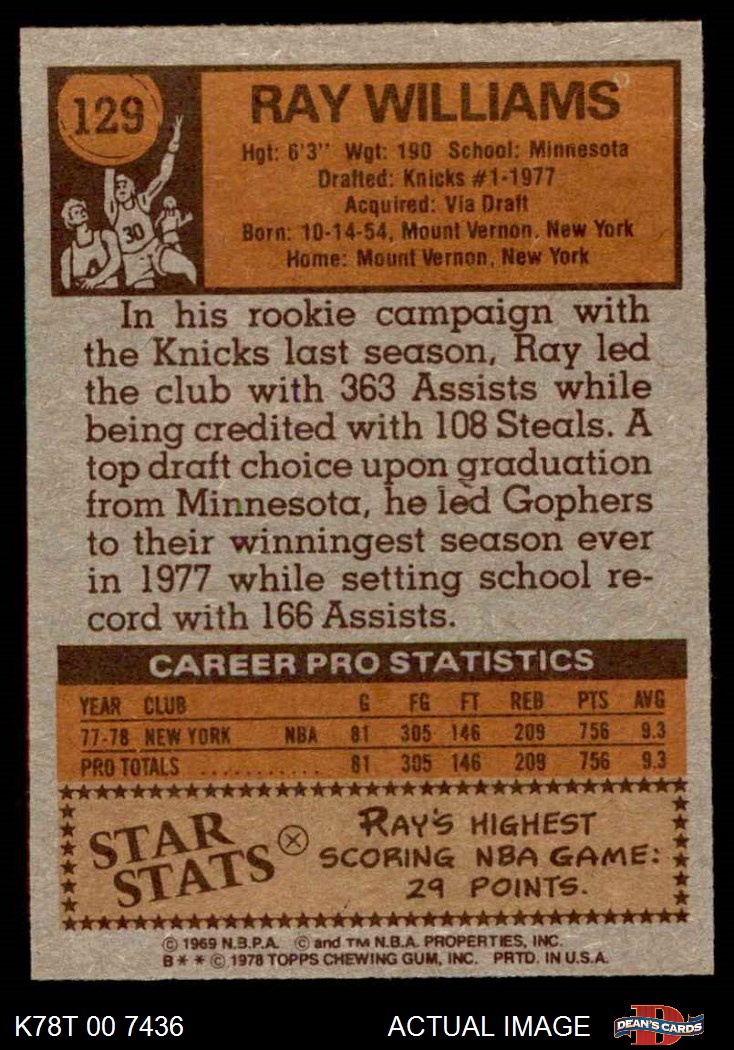 129
RAY WILLIAMS
Hgt: 6'3" Wgt: 190 School: Minnesota
Drafted: Knicks #1-1977
Acquired: Via Draft
Born: 10-14-54, Mount Vernon, New York
Home: Mount Vernon, New York
30
In his rookie campaign with
the Knicks last season, Ray led
the club with 363 Assists while
being credited with 108 Steals. A
top draft choice upon graduation
from Minnesota, he led Gophers
to their winningest season ever
in 1977 while setting school re-
cord with 166 Assists.
CAREER PRO STATISTICS
YEAR CLUB G FG FT REB PTS AVG
77-78 NEW YORK NBA 81 305 146 209 756 9.3
PRO TOTALS ........... 81 305 146 209 756 9.3
STAR STATS
RAY'S HIGHEST
SCORING NBA GAME:
29 POINTS.
© 1969 N.B.P.A. © and TM N.B.A. PROPERTIES, INC.
B * * © 1978 TOPPS CHEWING GUM, INC. PRTD. IN U.S.A.
K78T 00 7436 ACTUAL IMAGE DEAN'S CARDS